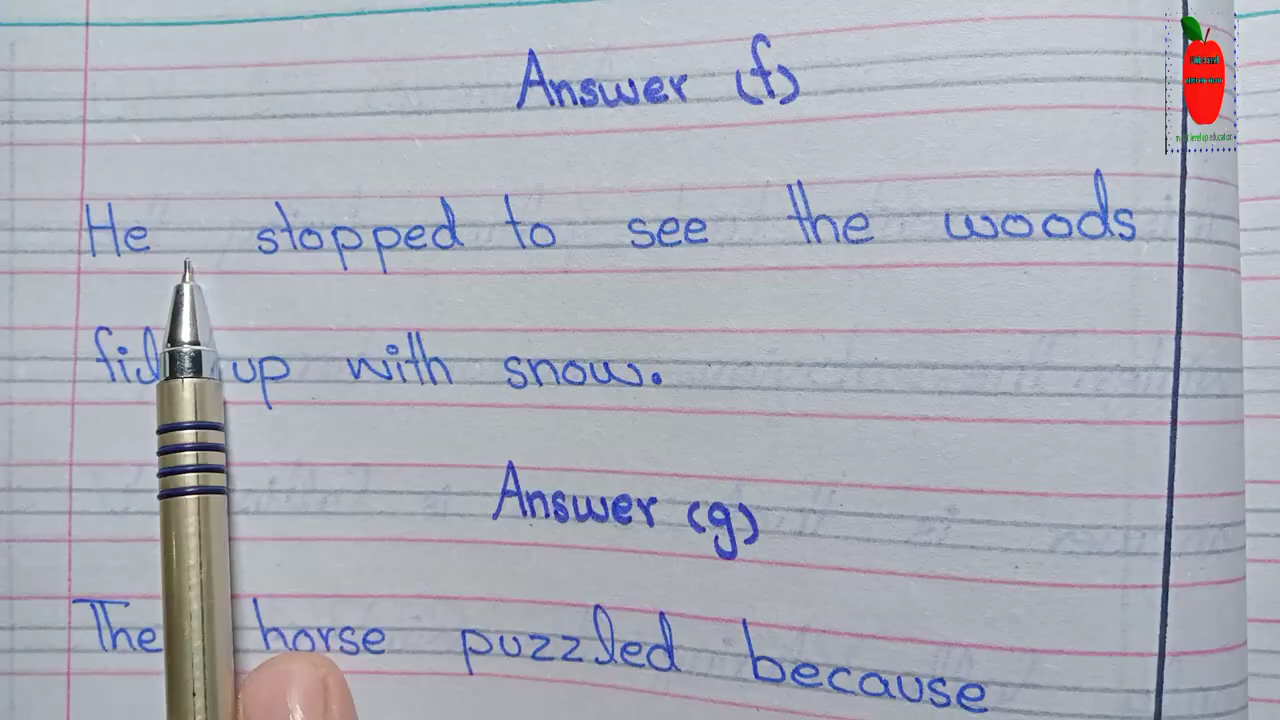 Answer (f)
He stopped to see the woods
up with snow.
Answer (g)
The horse puzzled because